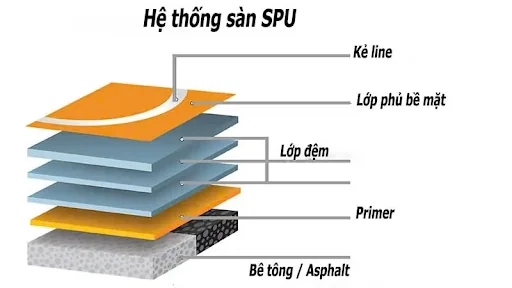 Hệ thống sàn SPU
Kẻ line
Lớp phủ bề mặt
Lớp đệm
Primer
Bê tông / Asphalt